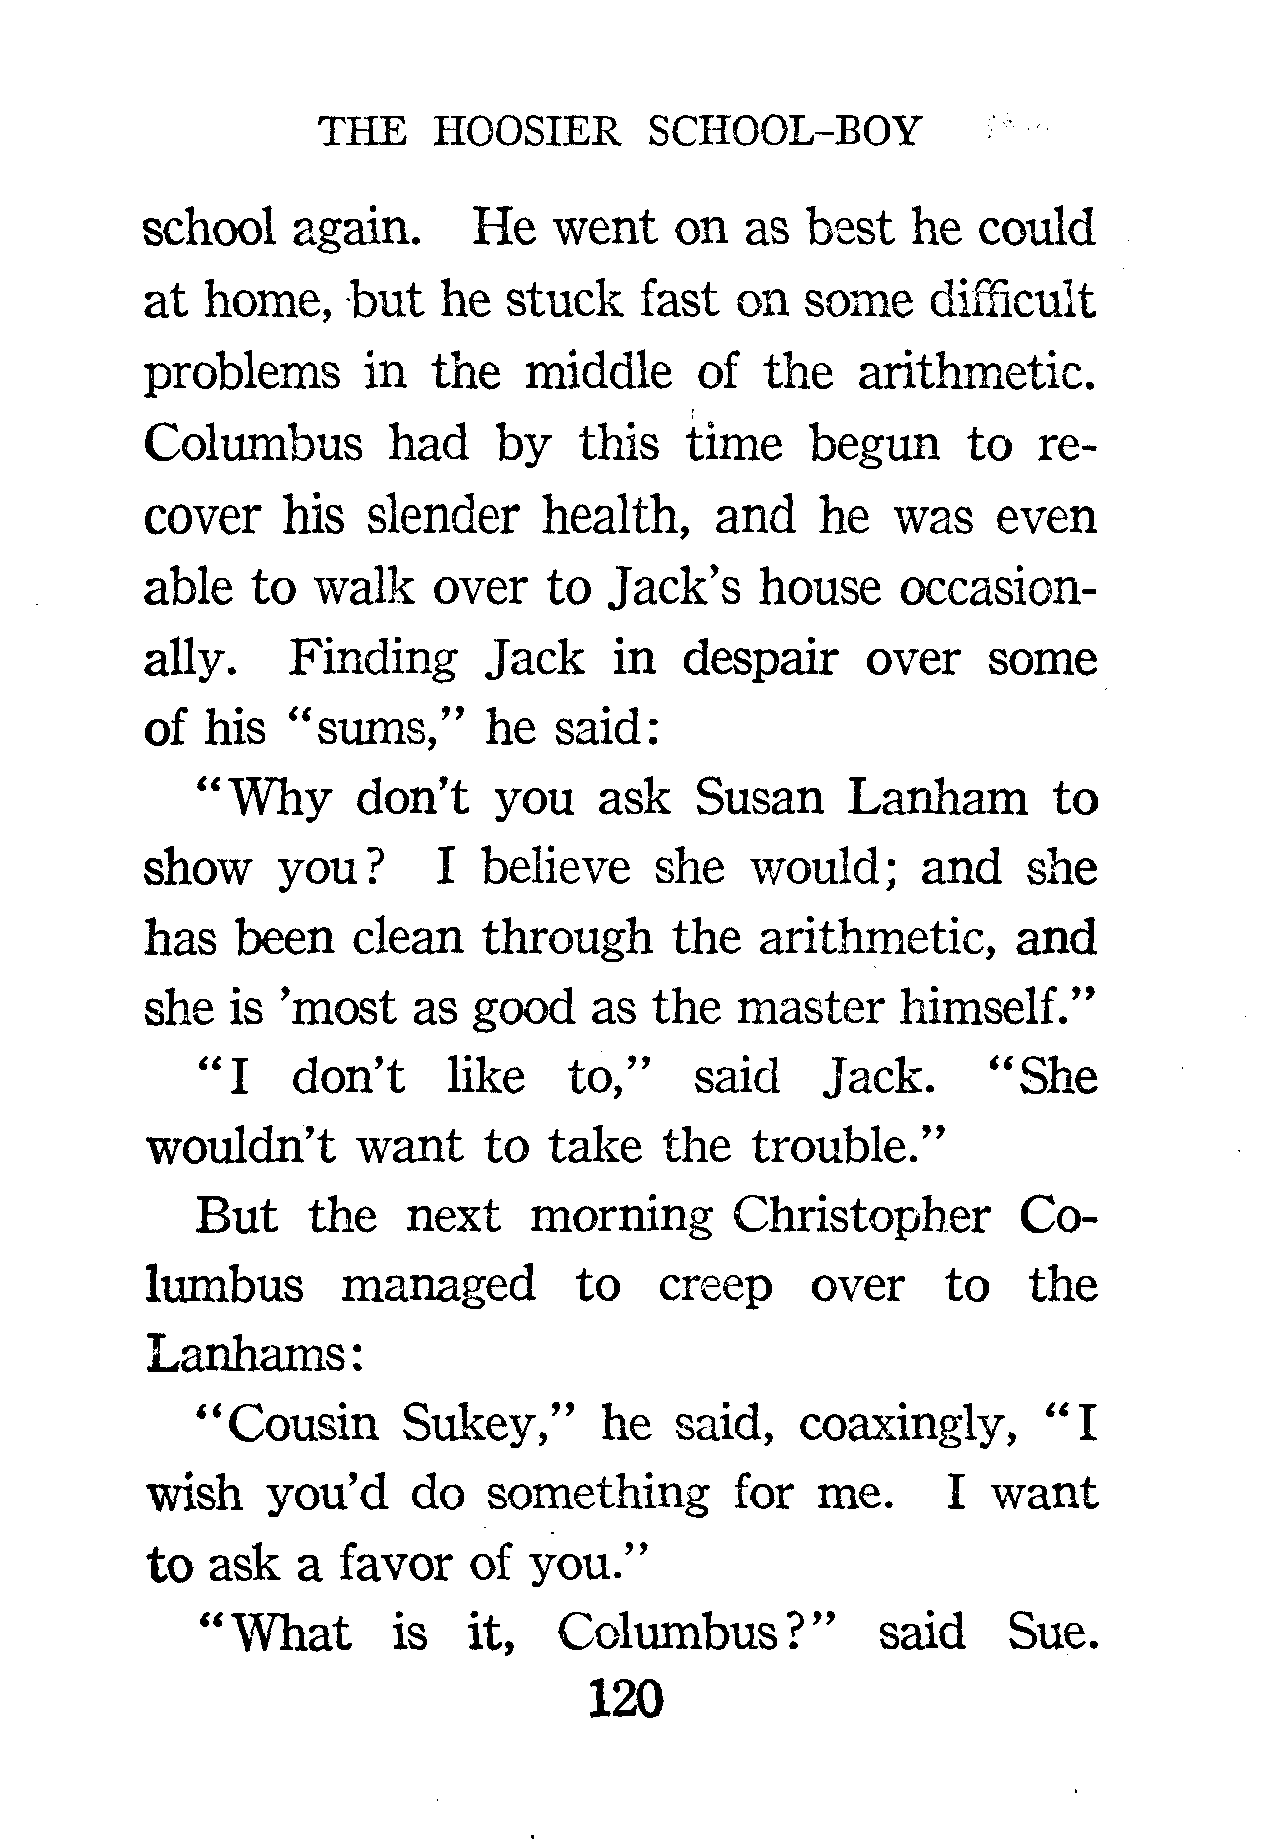 THE HOOSIER SCHOOL-BOY
school again. He went on as best he could
at home, but he stuck fast on some difficult
problems in the middle of the arithmetic.
Columbus had by this time begun to re-
cover his slender health, and he was even
able to walk over to Jack's house occasion-
ally. Finding Jack in despair over some
of his "sums," he said:
"Why don't you ask Susan Lanham to
show you? I believe she would; and she
has been clean through the arithmetic, and
she is 'most as good as the master himself."
"I don't like to," said Jack. "She
wouldn't want to take the trouble."
But the next morning Christopher Co-
lumbus managed to creep over to the
Lanhams:
"Cousin Sukey," he said, coaxingly, "I
wish you'd do something for me. I want
to ask a favor of you."
"What is it, Columbus?" said Sue.
120